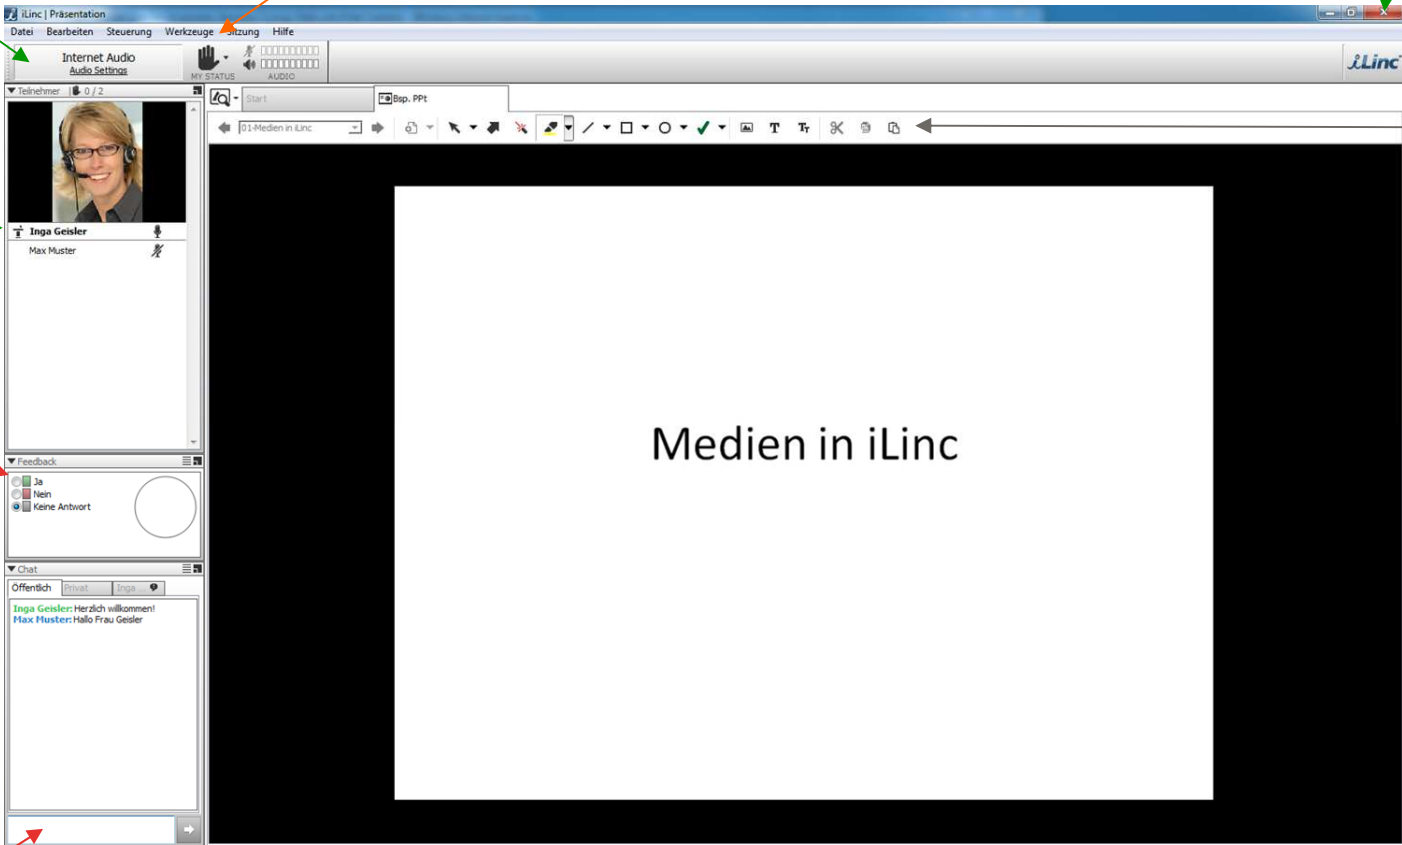 iLinc | Präsentation
Datei Bearbeiten Steuerung Werkzeuge Sitzung Hilfe
Internet Audio
Audio Settings
MY STATUS
AUDIO
iLinc
Teilnehmer 0 / 2
Start
Bsp. PPt
01-Medien in iLinc
Inga Geisler
Max Muster
Medien in iLinc
Feedback
Ja
Nein
Keine Antwort
Chat
Öffentlich Privat Inga ...
Inga Geisler: Herzlich willkommen!
Max Muster: Hallo Frau Geisler